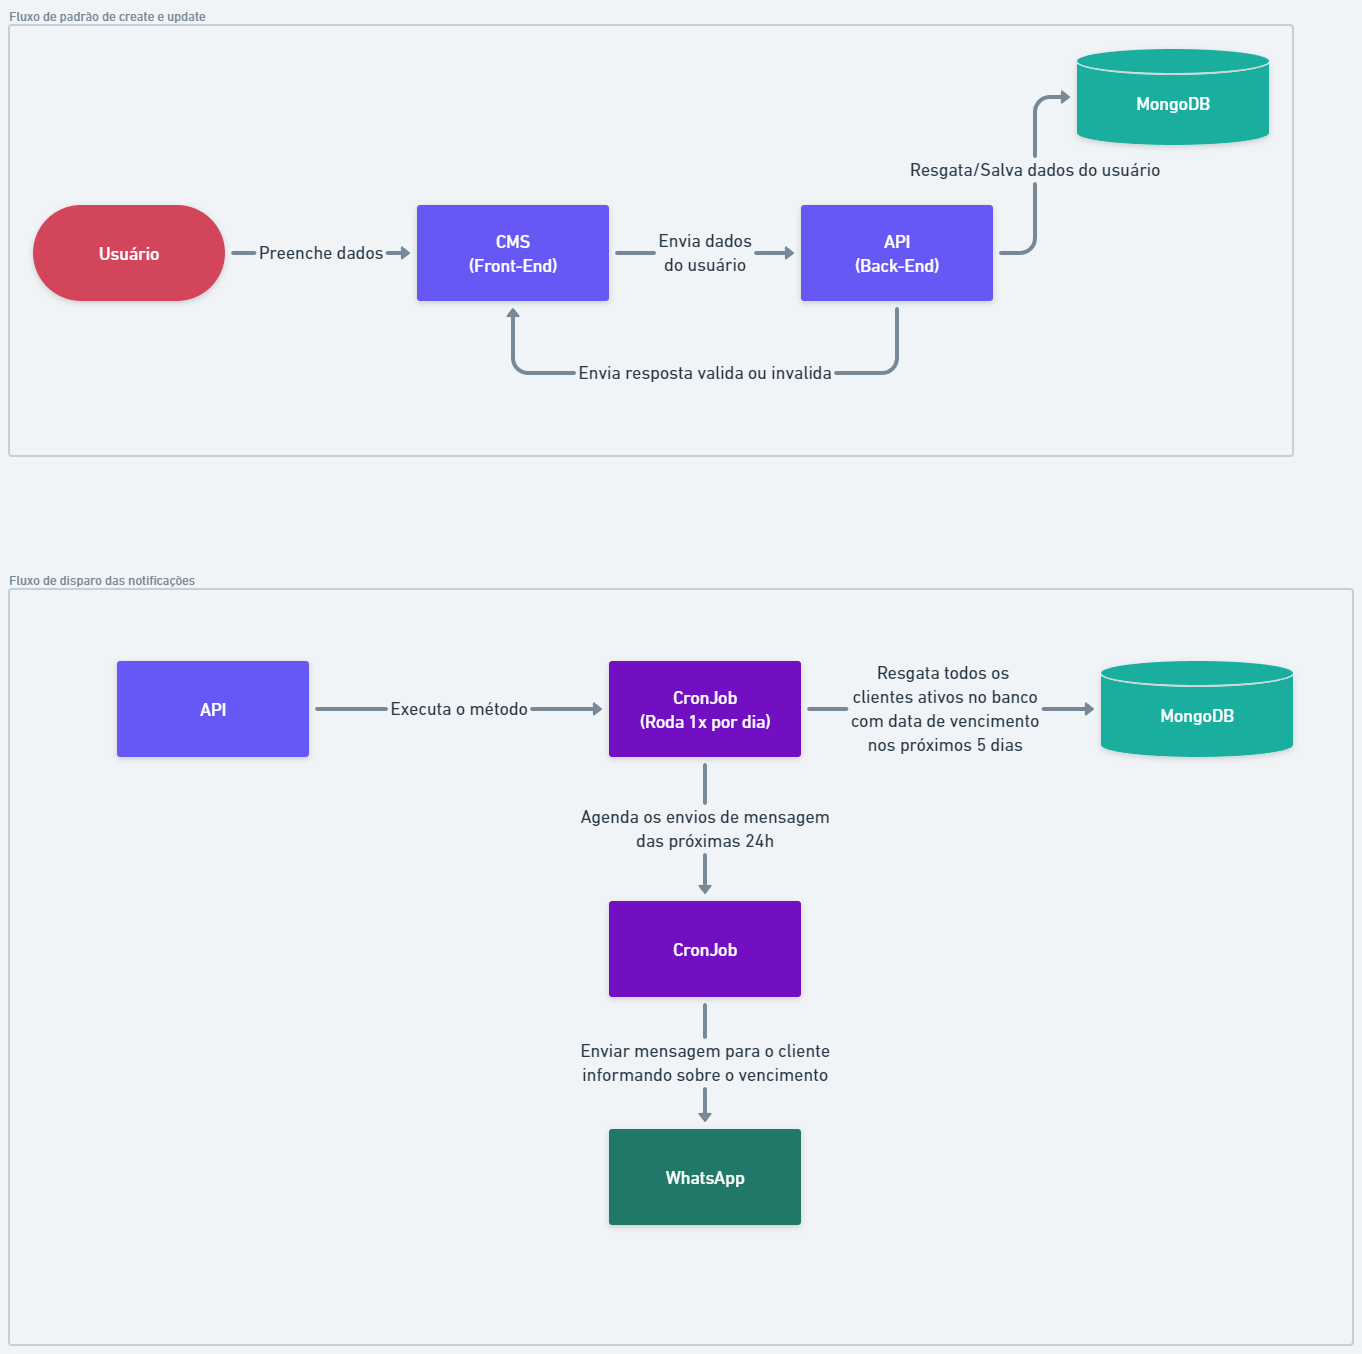 Fluxo de padrão de create e update
MongoDB
Resgata/Salva dados do usuário
Usuário
Preenche dados
CMS
(Front-End)
Envia dados
do usuário
API
(Back-End)
Envia resposta valida ou invalida
Fluxo de disparo das notificações
API
Executa o método
CronJob
(Roda 1x por dia)
Resgata todos os
clientes ativos no banco
com data de vencimento
nos próximos 5 dias
MongoDB
Agenda os envios de mensagem
das próximas 24h
CronJob
Enviar mensagem para o cliente
informando sobre o vencimento
WhatsApp